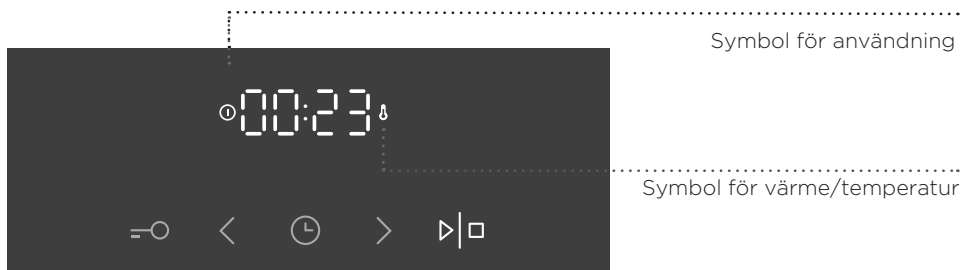 Symbol för användning
00:23
Symbol för värme/temperatur